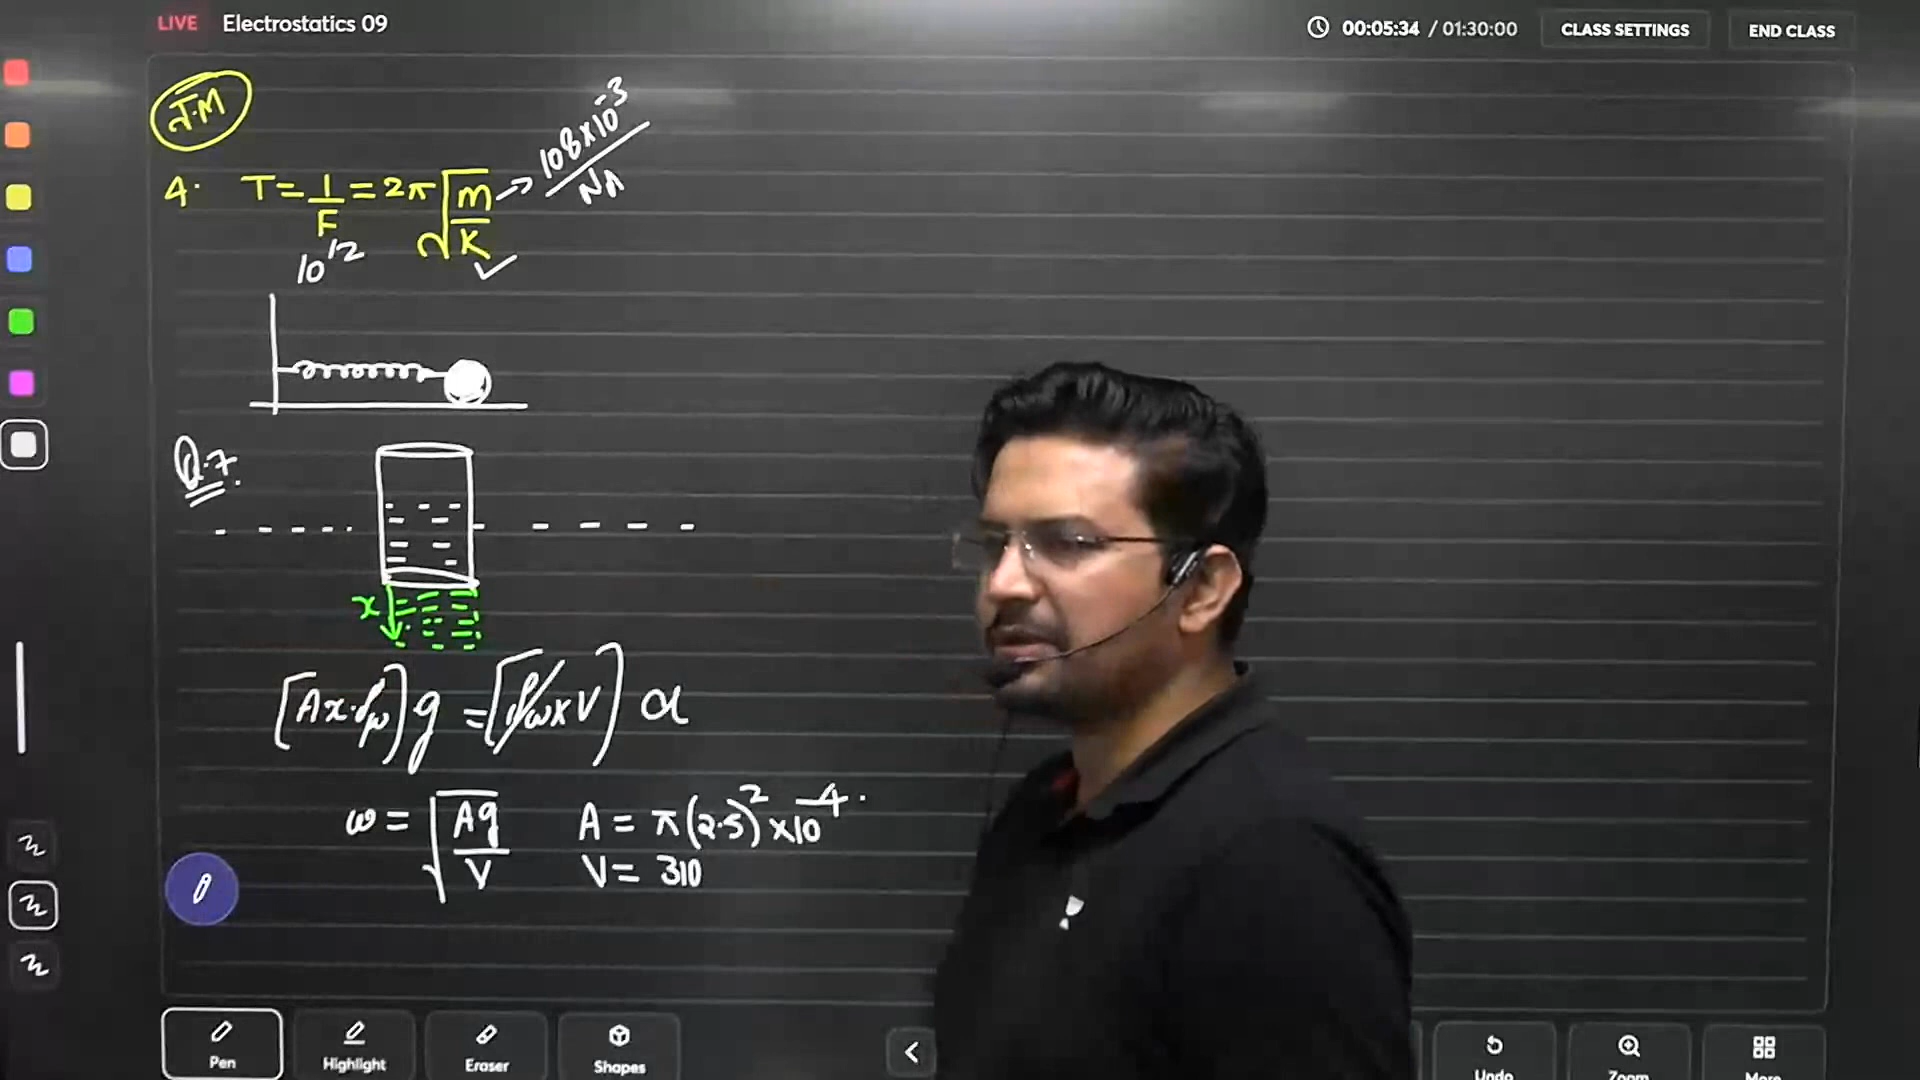 LIVE Electrostatics 09
00:05:34 / 01:30:00 CLASS SETTINGS END CLASS
J.M
4. T = 1/F = 2π √(m/K) → 108×10⁻³/NA
10¹² ✓
Q.7.
x
[Ax·ρw]g = [ρw×V] a
ω = √(Ag/V) A = π(2.5)²×10⁻⁴.
V = 310
Pen Highlight Eraser Shapes < Undo Zoom More